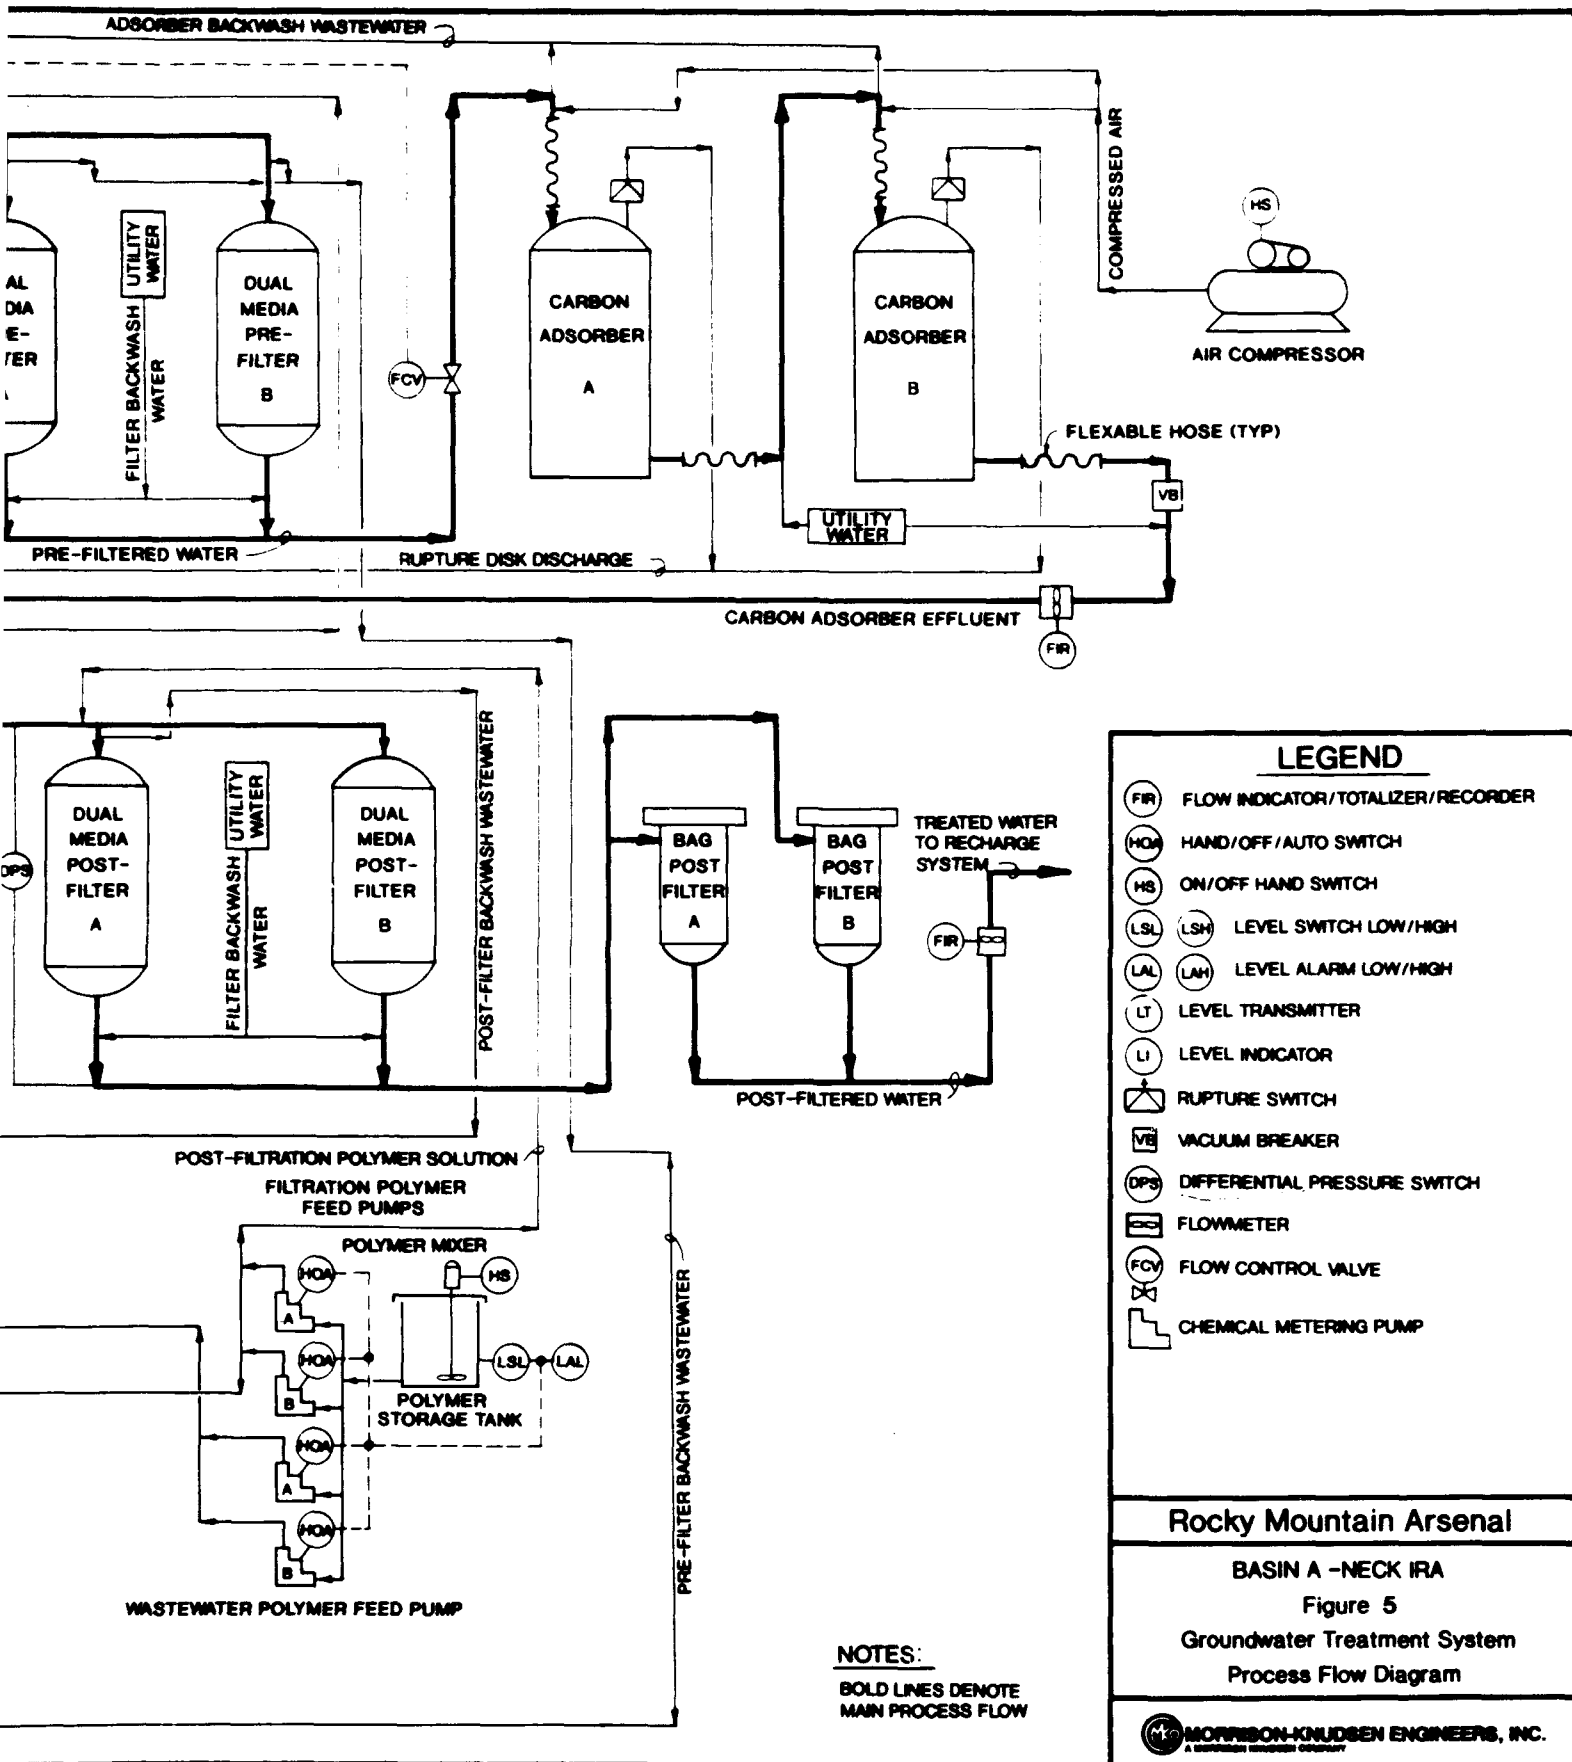 ADSORBER BACKWASH WASTEWATER
COMPRESSED AIR
HS
AIR COMPRESSOR
UTILITY
WATER
FILTER BACKWASH
WATER
AL
DIA
E-
TER
DUAL
MEDIA
PRE-
FILTER
B
FCV
CARBON
ADSORBER
A
CARBON
ADSORBER
B
FLEXABLE HOSE (TYP)
VB
UTILITY
WATER
PRE-FILTERED WATER
RUPTURE DISK DISCHARGE
CARBON ADSORBER EFFLUENT
FIR
DPS
DUAL
MEDIA
POST-
FILTER
A
UTILITY
WATER
FILTER BACKWASH
WATER
DUAL
MEDIA
POST-
FILTER
B
POST-FILTER BACKWASH WASTEWATER
BAG
POST
FILTER
A
BAG
POST
FILTER
B
TREATED WATER
TO RECHARGE
SYSTEM
FIR
POST-FILTERED WATER
POST-FILTRATION POLYMER SOLUTION
FILTRATION POLYMER
FEED PUMPS
POLYMER MIXER
HS
HOA
A
HOA
B
HOA
A
HOA
B
LSL
LAL
POLYMER
STORAGE TANK
WASTEWATER POLYMER FEED PUMP
PRE-FILTER BACKWASH WASTEWATER
NOTES:
BOLD LINES DENOTE
MAIN PROCESS FLOW
LEGEND
FIR FLOW INDICATOR/TOTALIZER/RECORDER
HOA HAND/OFF/AUTO SWITCH
HS ON/OFF HAND SWITCH
LSL LSH LEVEL SWITCH LOW/HIGH
LAL LAH LEVEL ALARM LOW/HIGH
LT LEVEL TRANSMITTER
LI LEVEL INDICATOR
RUPTURE SWITCH
VB VACUUM BREAKER
DPS DIFFERENTIAL PRESSURE SWITCH
FLOWMETER
FCV FLOW CONTROL VALVE
CHEMICAL METERING PUMP
Rocky Mountain Arsenal
BASIN A -NECK IRA
Figure 5
Groundwater Treatment System
Process Flow Diagram
MORRISON-KNUDSEN ENGINEERS, INC.
A MORRISON KNUDSEN COMPANY